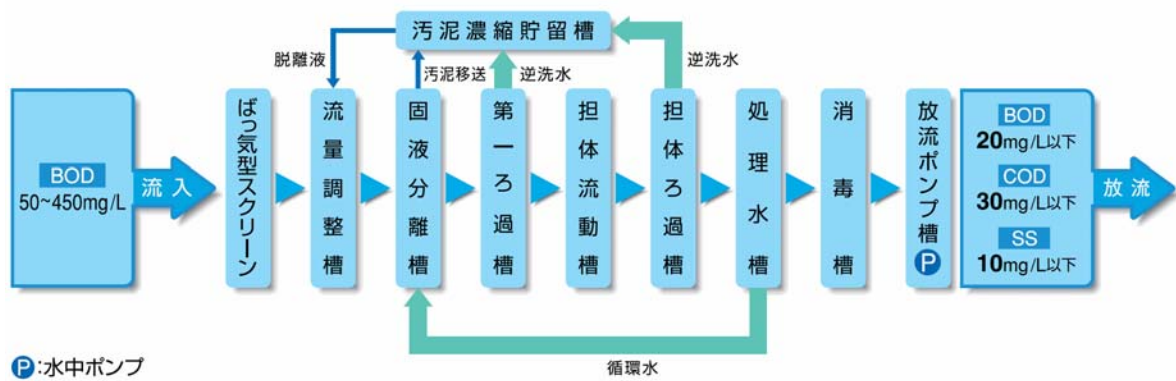 汚泥濃縮貯留槽
脱離液
汚泥移送
逆洗水
逆洗水
BOD
50~450mg/L
流入
ばっ気型スクリーン
流量調整槽
固液分離槽
第一ろ過槽
担体流動槽
担体ろ過槽
処理水槽
消毒槽
放流ポンプ槽
P
BOD
20mg/L以下
COD
30mg/L以下
SS
10mg/L以下
放流
循環水
P:水中ポンプ